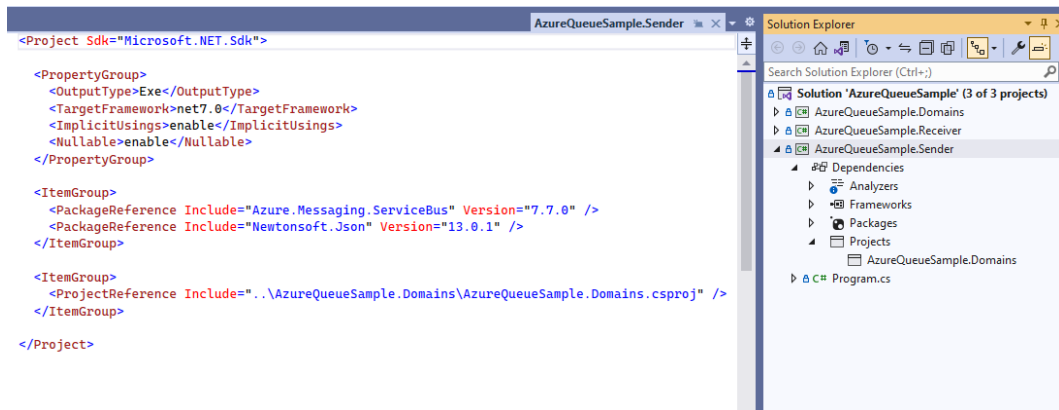 AzureQueueSample.Sender
<Project Sdk="Microsoft.NET.Sdk">
<PropertyGroup>
<OutputType>Exe</OutputType>
<TargetFramework>net7.0</TargetFramework>
<ImplicitUsings>enable</ImplicitUsings>
<Nullable>enable</Nullable>
</PropertyGroup>
<ItemGroup>
<PackageReference Include="Azure.Messaging.ServiceBus" Version="7.7.0" />
<PackageReference Include="Newtonsoft.Json" Version="13.0.1" />
</ItemGroup>
<ItemGroup>
<ProjectReference Include="..\AzureQueueSample.Domains\AzureQueueSample.Domains.csproj" />
</ItemGroup>
</Project>
Solution Explorer
Search Solution Explorer (Ctrl+;)
Solution 'AzureQueueSample' (3 of 3 projects)
C# AzureQueueSample.Domains
C# AzureQueueSample.Receiver
C# AzureQueueSample.Sender
Dependencies
Analyzers
Frameworks
Packages
Projects
AzureQueueSample.Domains
C# Program.cs